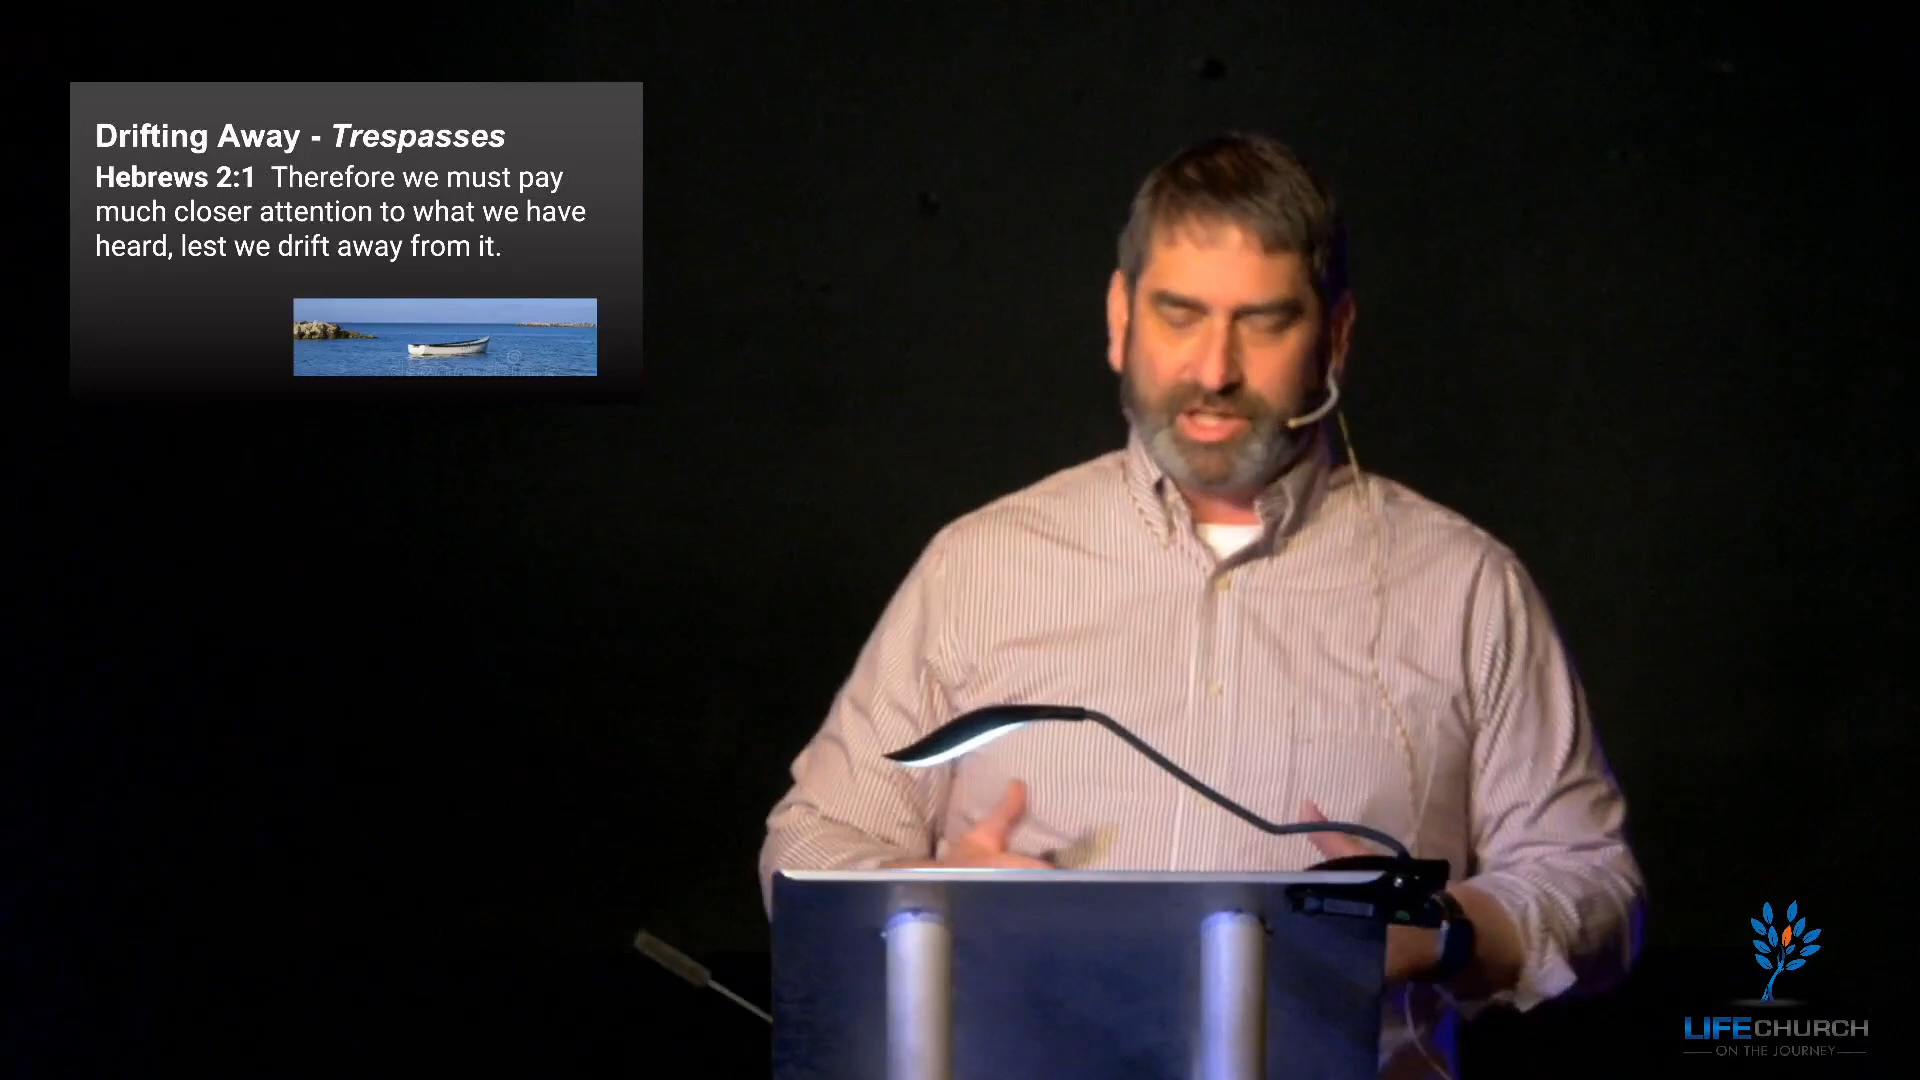 Drifting Away - Trespasses
Hebrews 2:1 Therefore we must pay
much closer attention to what we have
heard, lest we drift away from it.
LIFECHURCH
ON THE JOURNEY